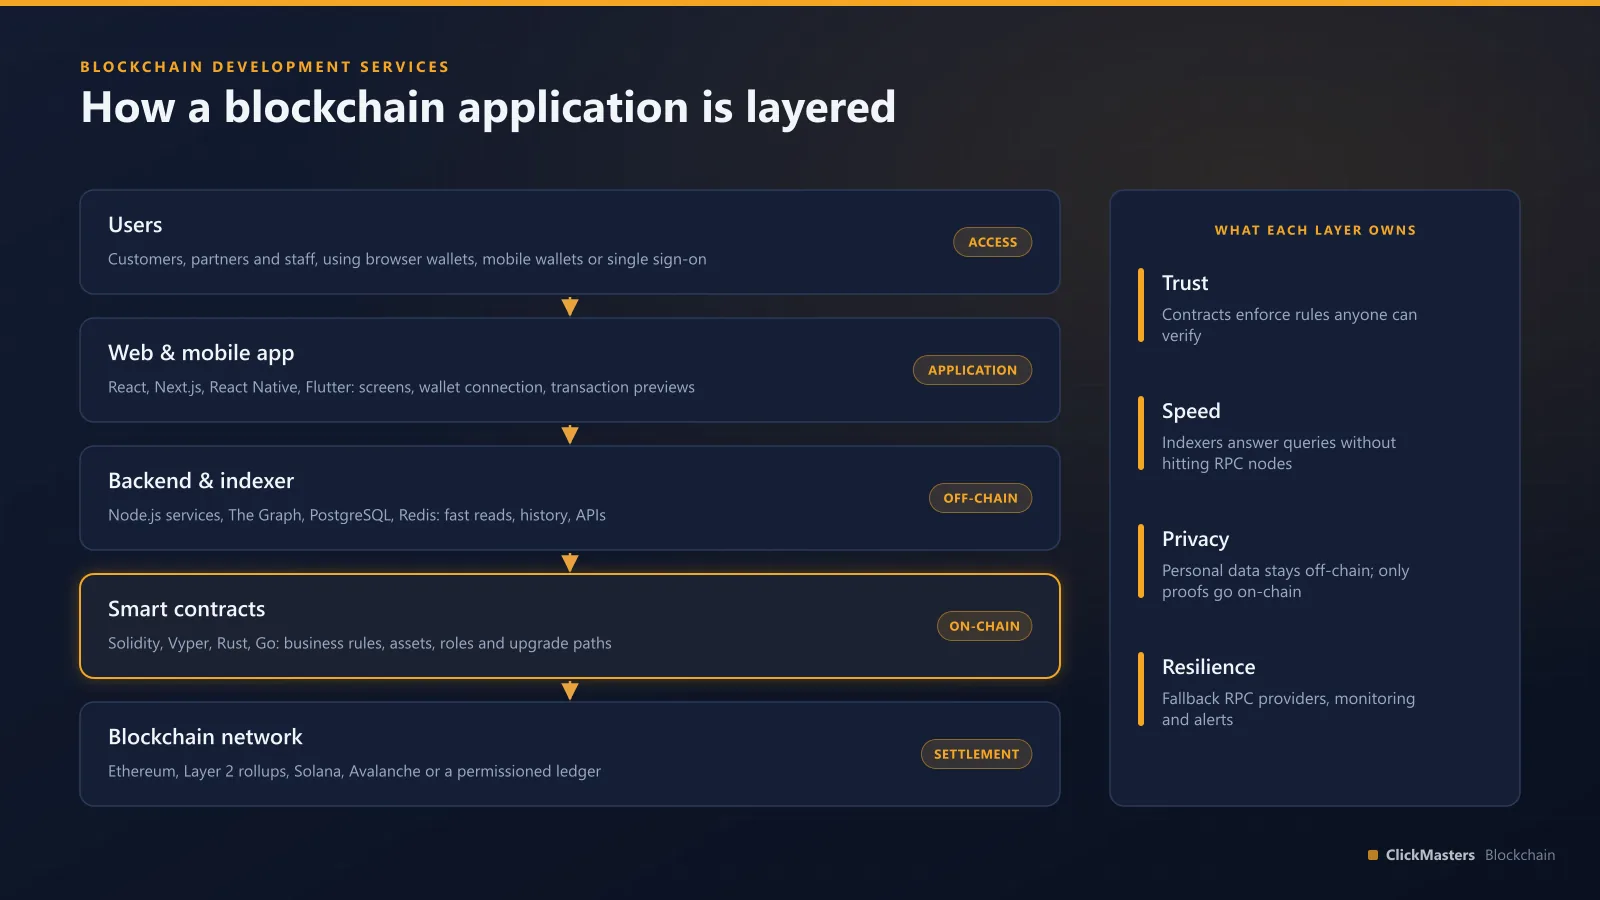 BLOCKCHAIN DEVELOPMENT SERVICES
How a blockchain application is layered
Users
Customers, partners and staff, using browser wallets, mobile wallets or single sign-on
ACCESS
Web & mobile app
React, Next.js, React Native, Flutter: screens, wallet connection, transaction previews
APPLICATION
Backend & indexer
Node.js services, The Graph, PostgreSQL, Redis: fast reads, history, APIs
OFF-CHAIN
Smart contracts
Solidity, Vyper, Rust, Go: business rules, assets, roles and upgrade paths
ON-CHAIN
Blockchain network
Ethereum, Layer 2 rollups, Solana, Avalanche or a permissioned ledger
SETTLEMENT
WHAT EACH LAYER OWNS
Trust
Contracts enforce rules anyone can
verify
Speed
Indexers answer queries without
hitting RPC nodes
Privacy
Personal data stays off-chain; only
proofs go on-chain
Resilience
Fallback RPC providers, monitoring
and alerts
ClickMasters Blockchain